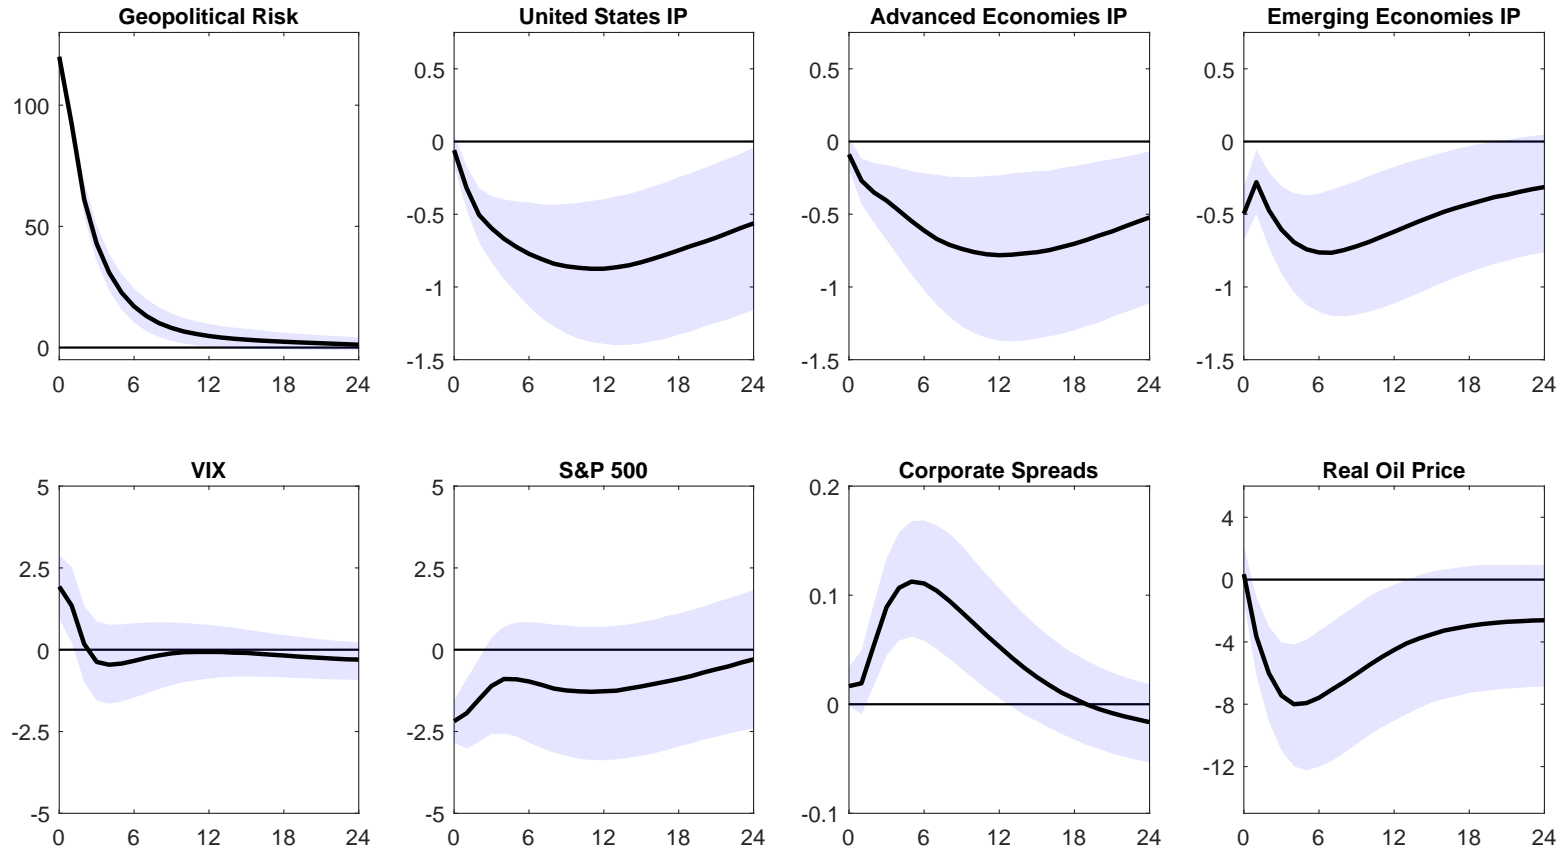 Geopolitical Risk
100
50
0
0 6 12 18 24
United States IP
0.5
0
-0.5
-1
-1.5
0 6 12 18 24
Advanced Economies IP
0.5
0
-0.5
-1
-1.5
0 6 12 18 24
Emerging Economies IP
0.5
0
-0.5
-1
-1.5
0 6 12 18 24
VIX
5
2.5
0
-2.5
-5
0 6 12 18 24
S&P 500
5
2.5
0
-2.5
-5
0 6 12 18 24
Corporate Spreads
0.2
0.1
0
-0.1
0 6 12 18 24
Real Oil Price
4
0
-4
-8
-12
0 6 12 18 24